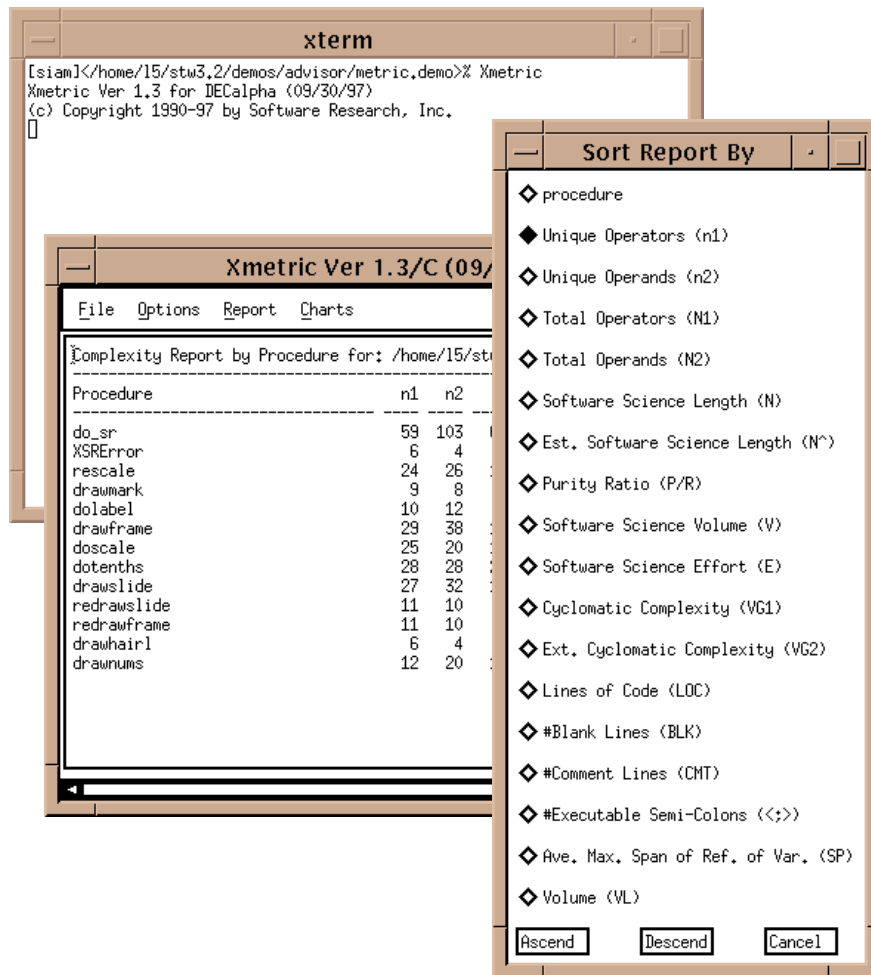 xterm
[siam]</home/l5/stw3.2/demos/advisor/metric.demo>% Xmetric
Xmetric Ver 1.3 for DECalpha (09/30/97)
(c) Copyright 1990-97 by Software Research, Inc.
Xmetric Ver 1.3/C (09/
File Options Report Charts
Complexity Report by Procedure for: /home/l5/st
Procedure n1 n2
do_sr 59 103
XSRError 6 4
rescale 24 26
drawmark 9 8
dolabel 10 12
drawframe 29 38
doscale 25 20
dotenths 28 28
drawslide 27 32
redrawslide 11 10
redrawframe 11 10
drawhairl 6 4
drawnums 12 20
Sort Report By
procedure
Unique Operators (n1)
Unique Operands (n2)
Total Operators (N1)
Total Operands (N2)
Software Science Length (N)
Est. Software Science Length (N^)
Purity Ratio (P/R)
Software Science Volume (V)
Software Science Effort (E)
Cyclomatic Complexity (VG1)
Ext. Cyclomatic Complexity (VG2)
Lines of Code (LOC)
#Blank Lines (BLK)
#Comment Lines (CMT)
#Executable Semi-Colons (<;>)
Ave. Max. Span of Ref. of Var. (SP)
Volume (VL)
Ascend Descend Cancel